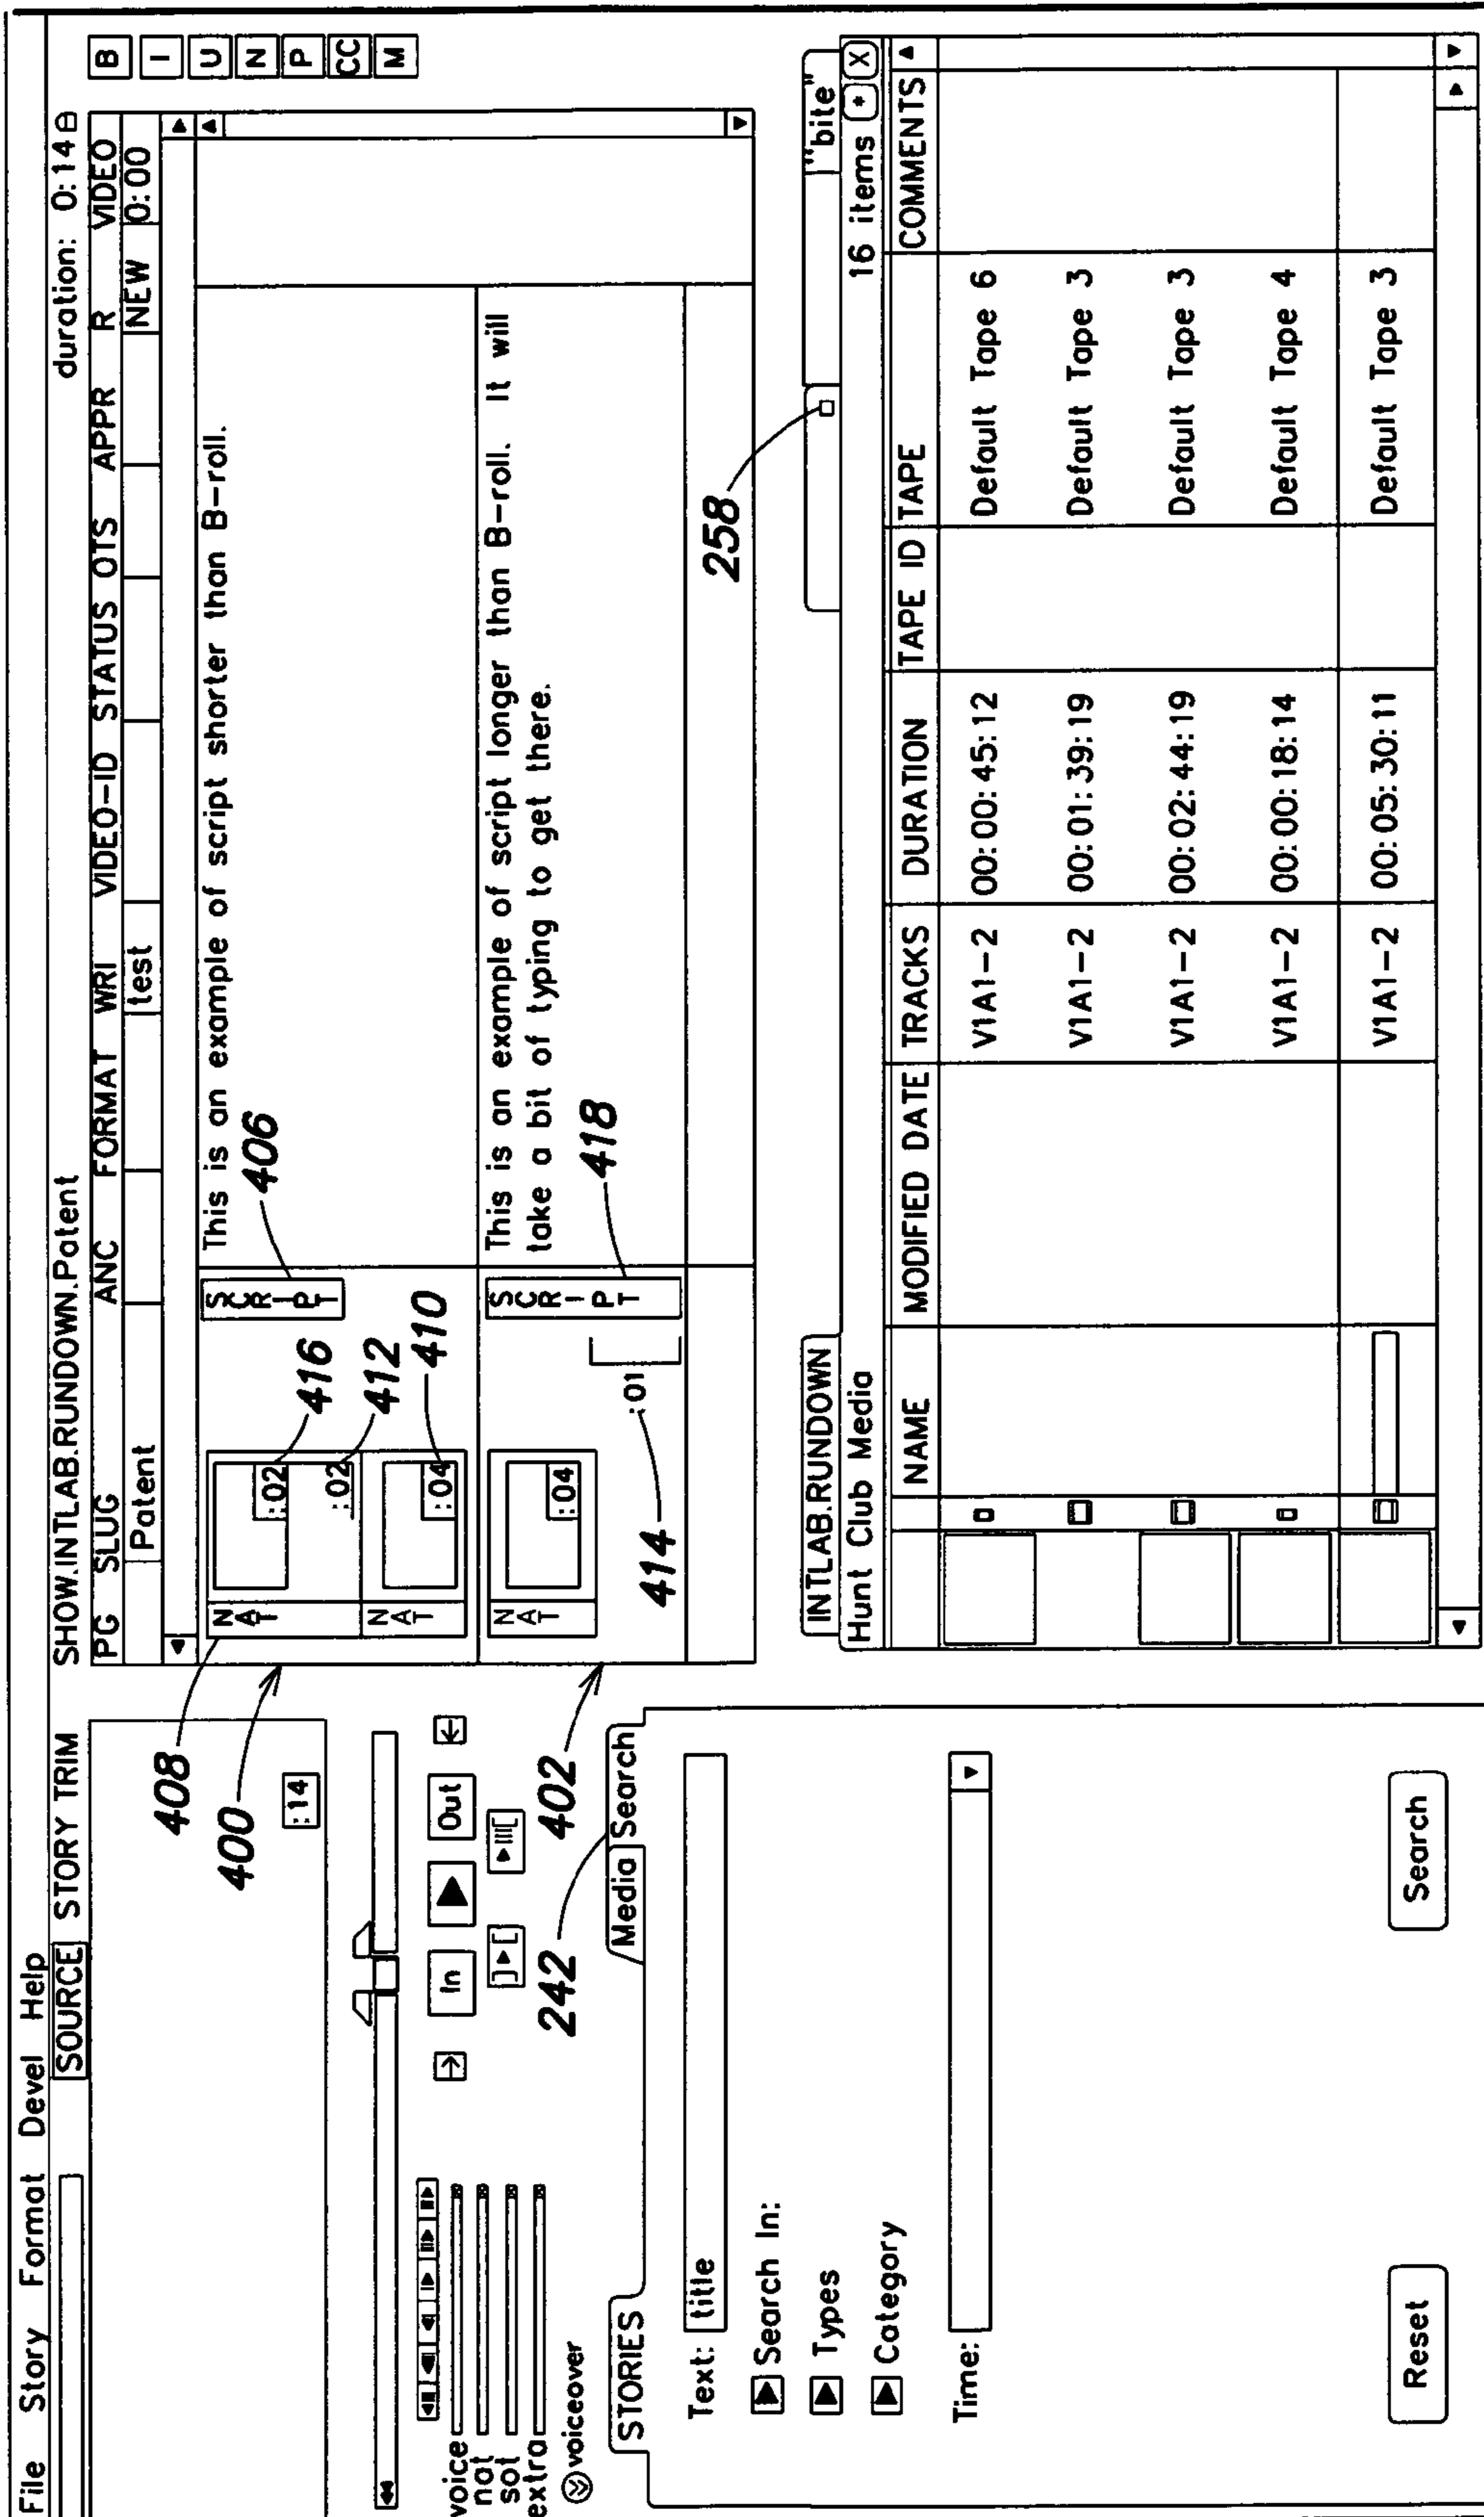 File Story Format Devel Help
SOURCE STORY TRIM
:14
408
400
In
Out
voice
nat
sot
extra
voiceover
242
402
STORIES
Media Search
Text: title
Search In:
Types
Category
Time:
Reset
Search
SHOW.INTLAB.RUNDOWN.Patent duration: 0:14
PG SLUG ANC FORMAT WRI VIDEO-ID STATUS OTS APPR R VIDEO
Patent test NEW 0:00
B
I
U
N
P
CC
M
NAT
:02
416
:02
412
NAT
:04
410
SCRIPT
406
This is an example of script shorter than B-roll.
NAT
:04
:01
414
SCRIPT
418
This is an example of script longer than B-roll. It will
take a bit of typing to get there.
258
INTLAB.RUNDOWN "bite"
Hunt Club Media 16 items * X
NAME MODIFIED DATE TRACKS DURATION TAPE ID TAPE COMMENTS
V1A1-2 00:00:45:12 Default Tape 6
V1A1-2 00:01:39:19 Default Tape 3
V1A1-2 00:02:44:19 Default Tape 3
V1A1-2 00:00:18:14 Default Tape 4
V1A1-2 00:05:30:11 Default Tape 3